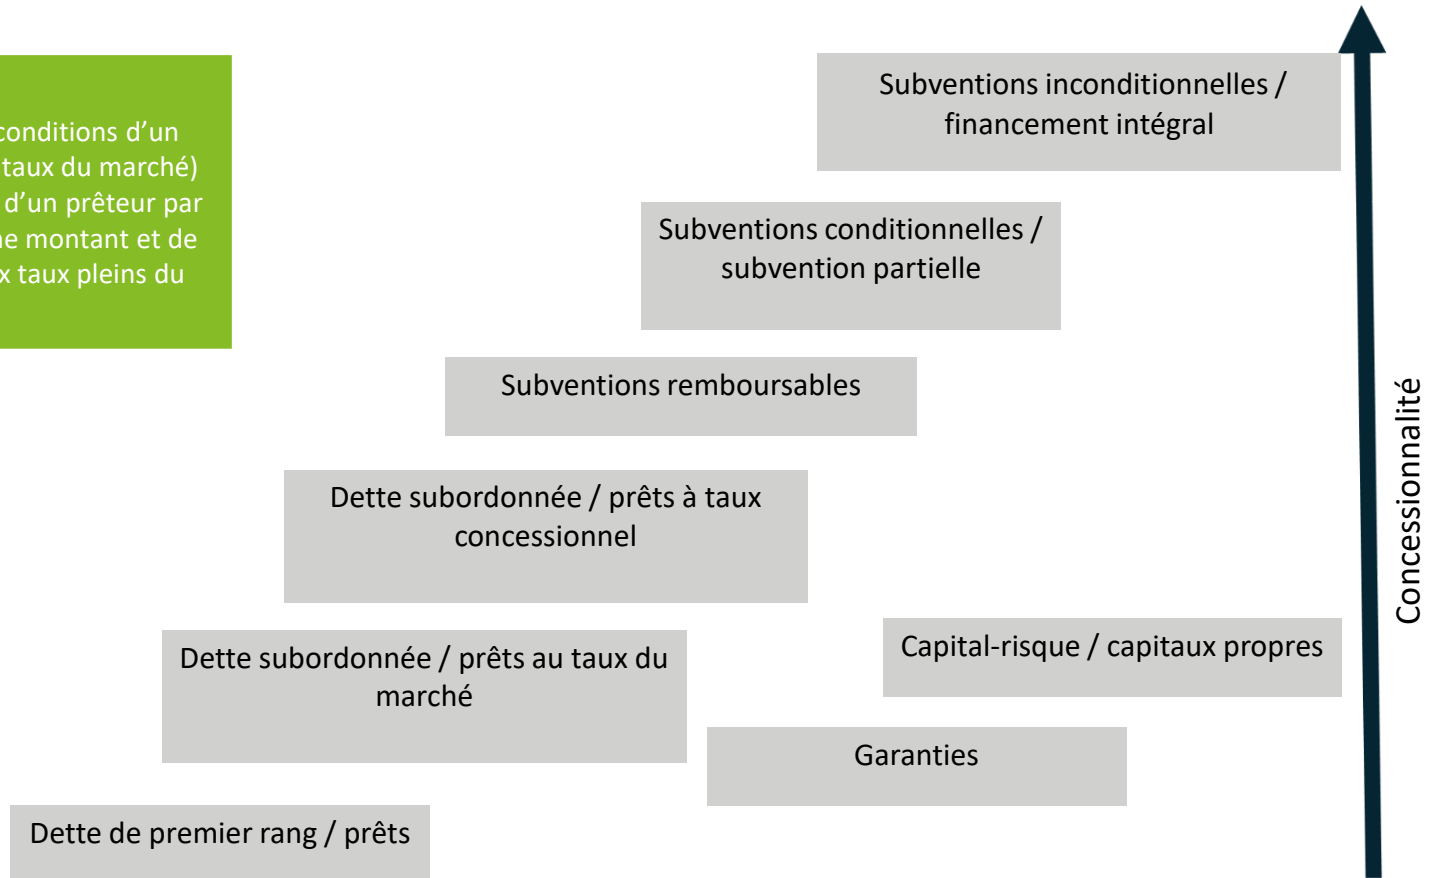 Subventions inconditionnelles /
financement intégral
conditions d’un
taux du marché)
d’un prêteur par
montant et de
taux pleins du
Subventions conditionnelles /
subvention partielle
Subventions remboursables
Concessionnalité
Dette subordonnée / prêts à taux
concessionnel
Dette subordonnée / prêts au taux du
marché
Capital-risque / capitaux propres
Garanties
Dette de premier rang / prêts